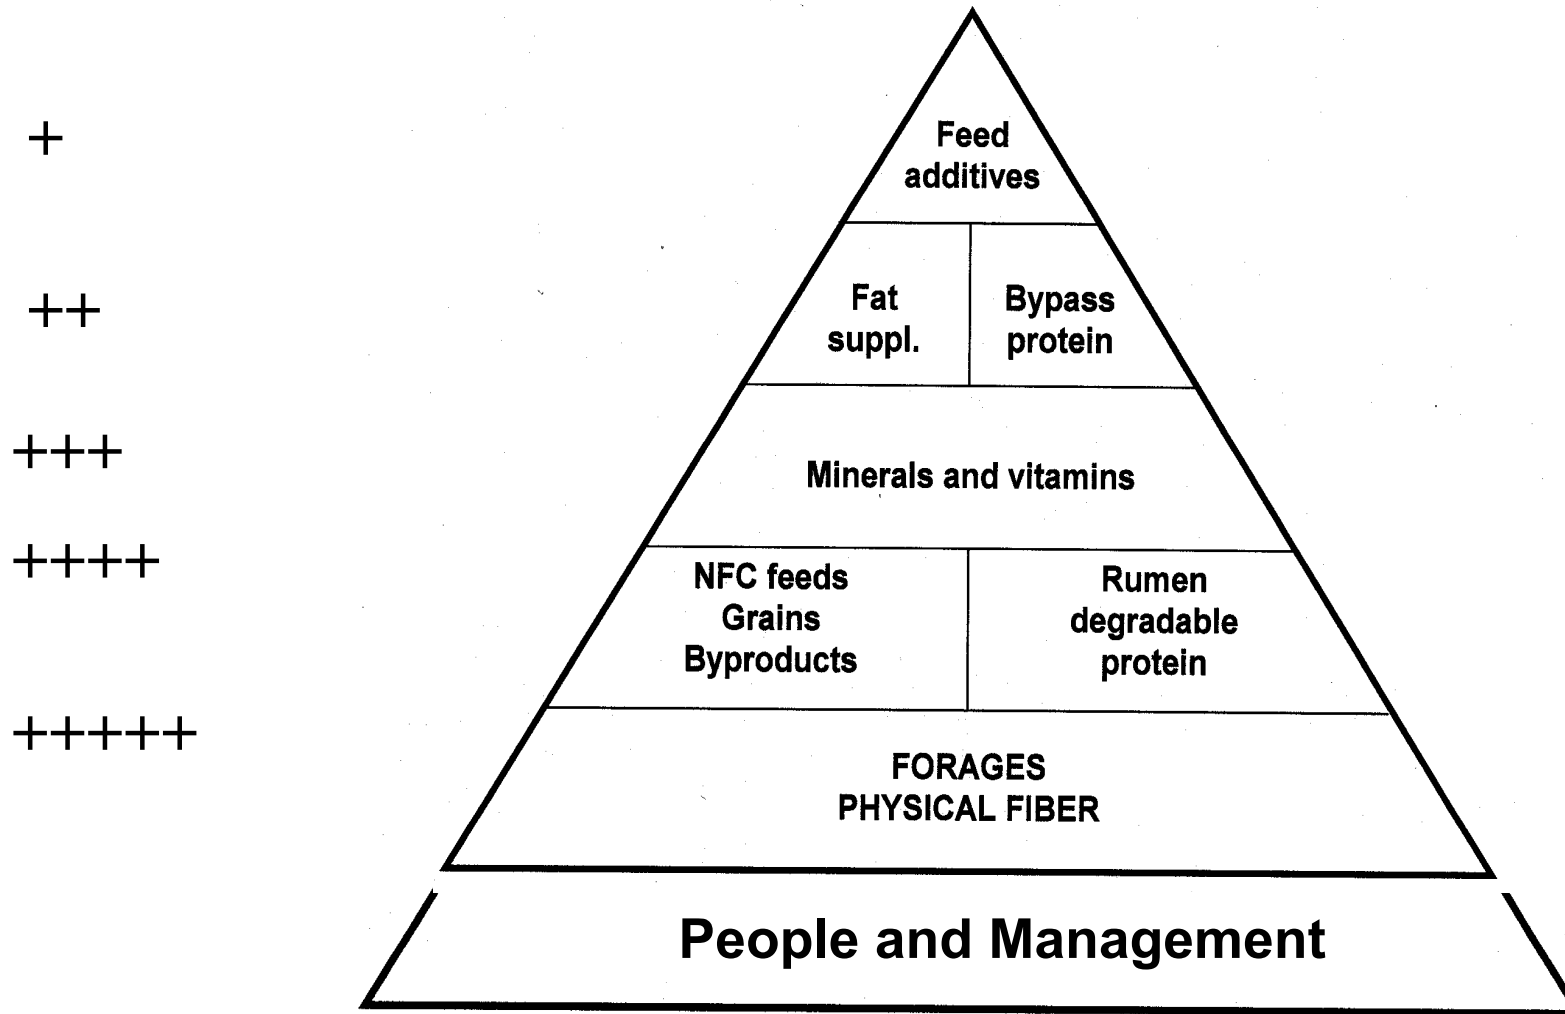 +
Feed
additives
++
Fat
suppl.
Bypass
protein
+++
Minerals and vitamins
++++
NFC feeds
Grains
Byproducts
Rumen
degradable
protein
+++++
FORAGES
PHYSICAL FIBER
People and Management